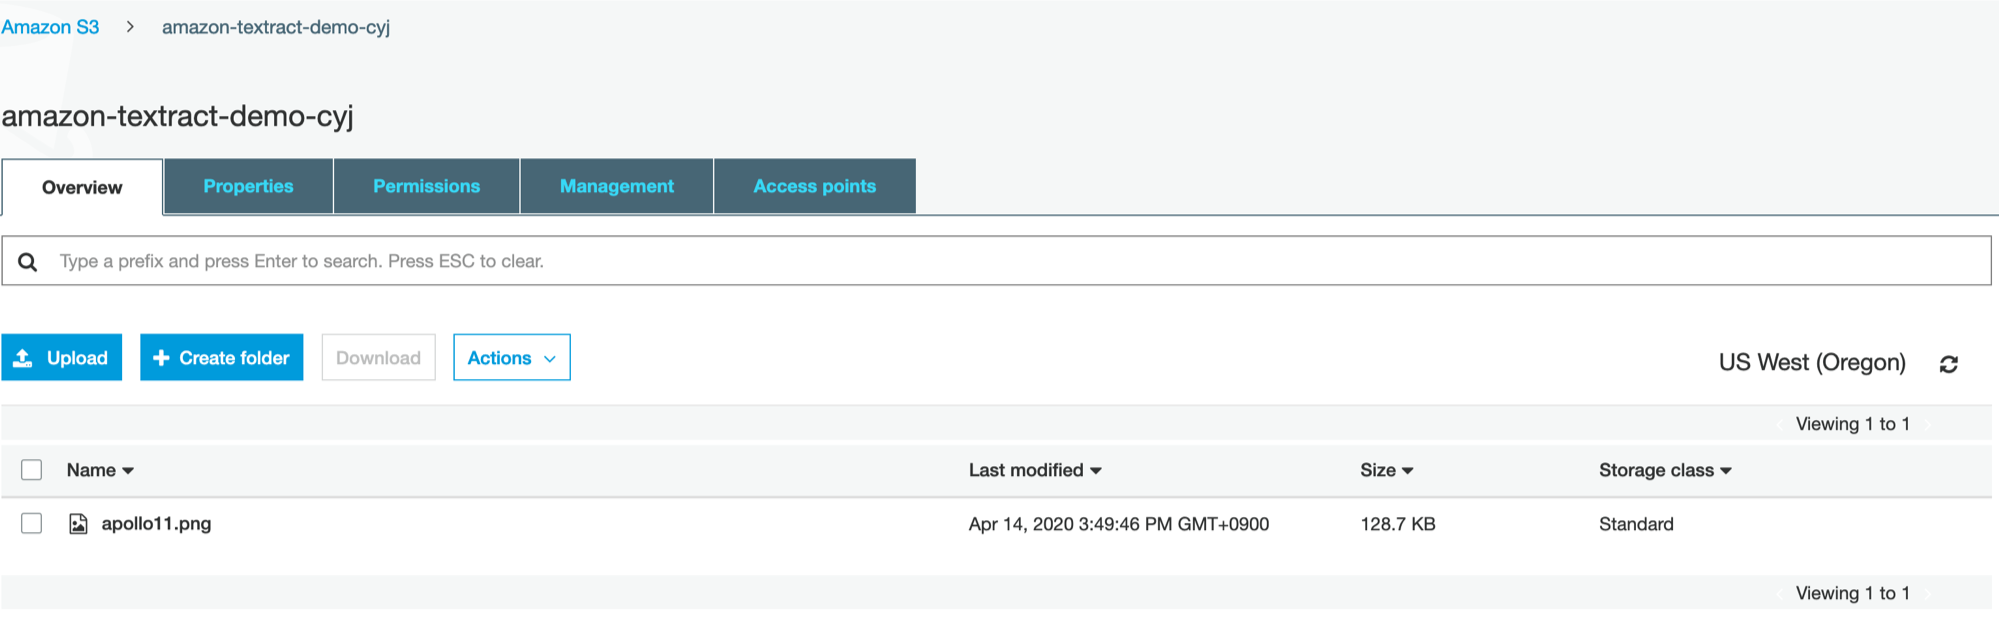 Amazon S3 > amazon-textract-demo-cyj
amazon-textract-demo-cyj
Overview Properties Permissions Management Access points
Type a prefix and press Enter to search. Press ESC to clear.
Upload + Create folder Download Actions US West (Oregon)
Viewing 1 to 1
Name Last modified Size Storage class
apollo11.png Apr 14, 2020 3:49:46 PM GMT+0900 128.7 KB Standard
Viewing 1 to 1